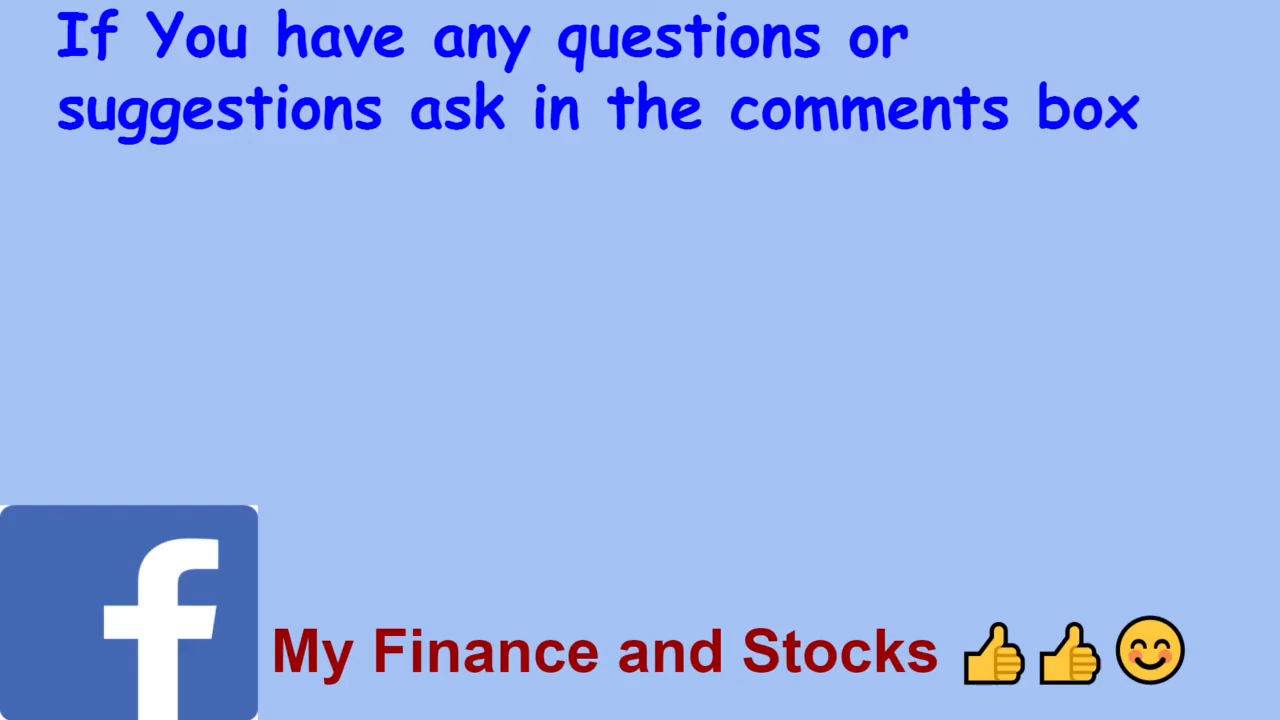 If You have any questions or
suggestions ask in the comments box
My Finance and Stocks 👍👍😊